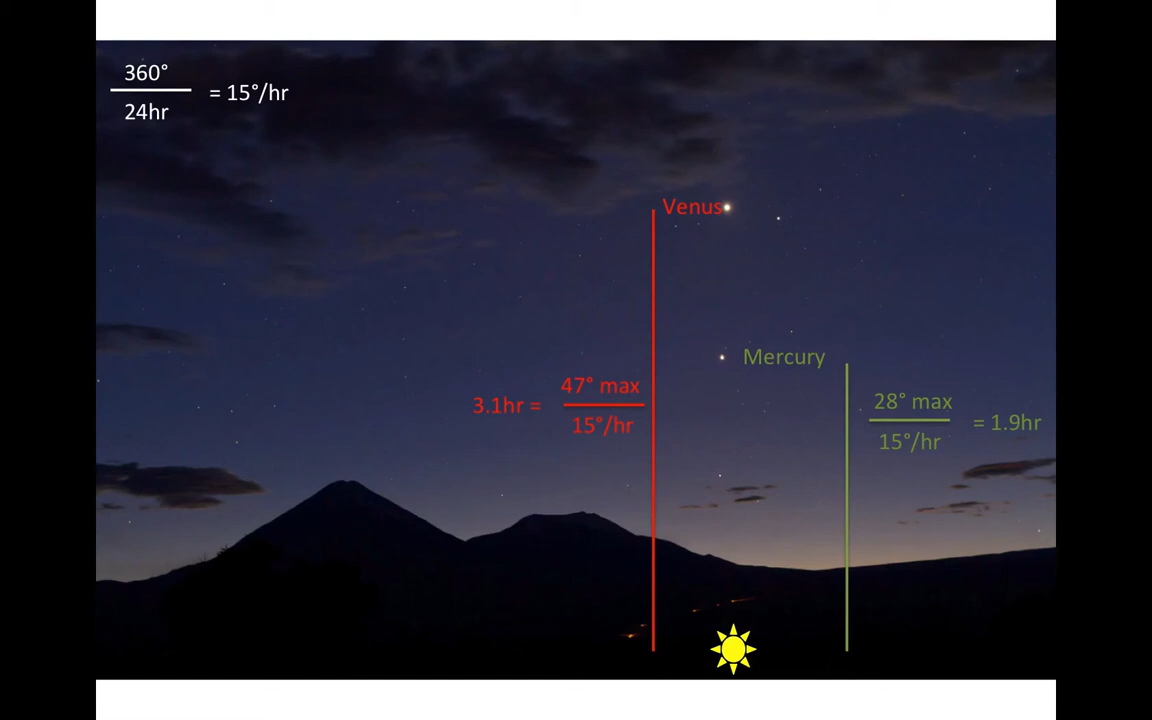 360°
24hr
= 15°/hr
Venus
Mercury
47° max
3.1hr =
15°/hr
28° max
15°/hr
= 1.9hr